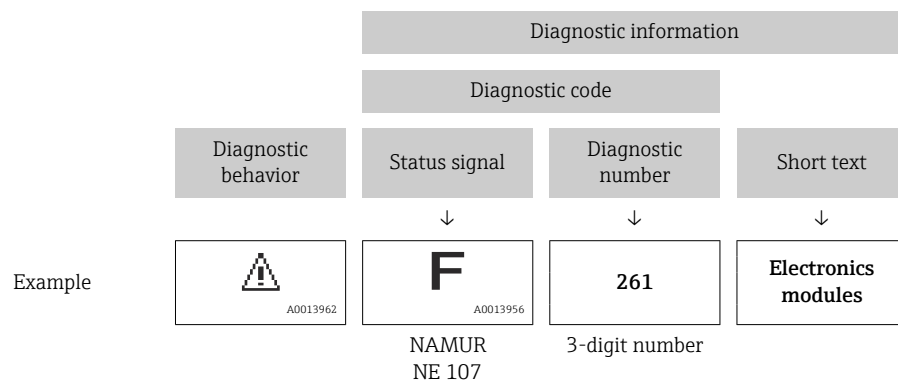 Diagnostic information
Diagnostic code
Diagnostic
behavior
Status signal
Diagnostic
number
Short text
↓ ↓ ↓
Example
A0013962
F
A0013956
261
Electronics
modules
NAMUR
NE 107
3-digit number